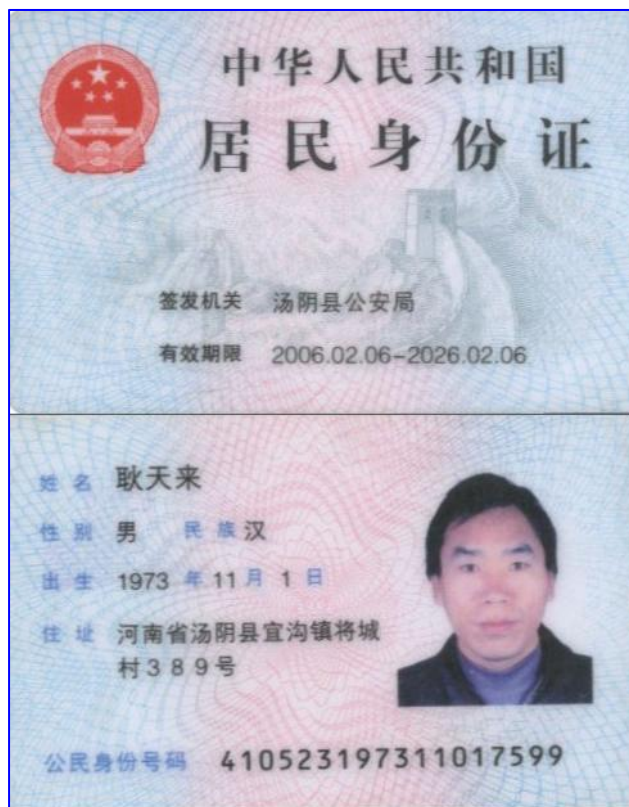 中华人民共和国
居民身份证
签发机关 汤阴县公安局
有效期限 2006.02.06-2026.02.06
姓名 耿天来
性别 男 民族 汉
出生 1973 年 11 月 1 日
住址 河南省汤阴县宜沟镇将城
村389号
公民身份号码 410523197311017599